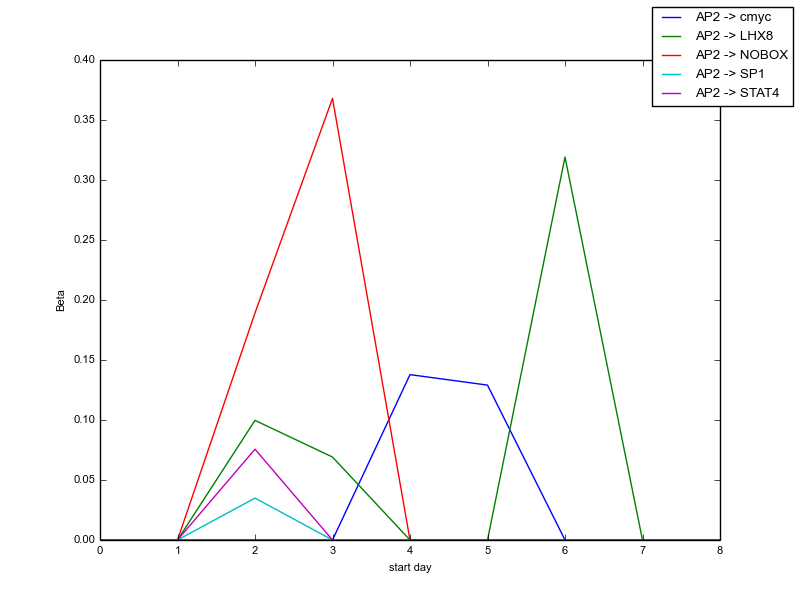 AP2 -> cmyc
AP2 -> LHX8
AP2 -> NOBOX
AP2 -> SP1
AP2 -> STAT4
0.40
0.35
0.30
0.25
0.20
0.15
0.10
0.05
0.00
Beta
0 1 2 3 4 5 6 7 8
start day